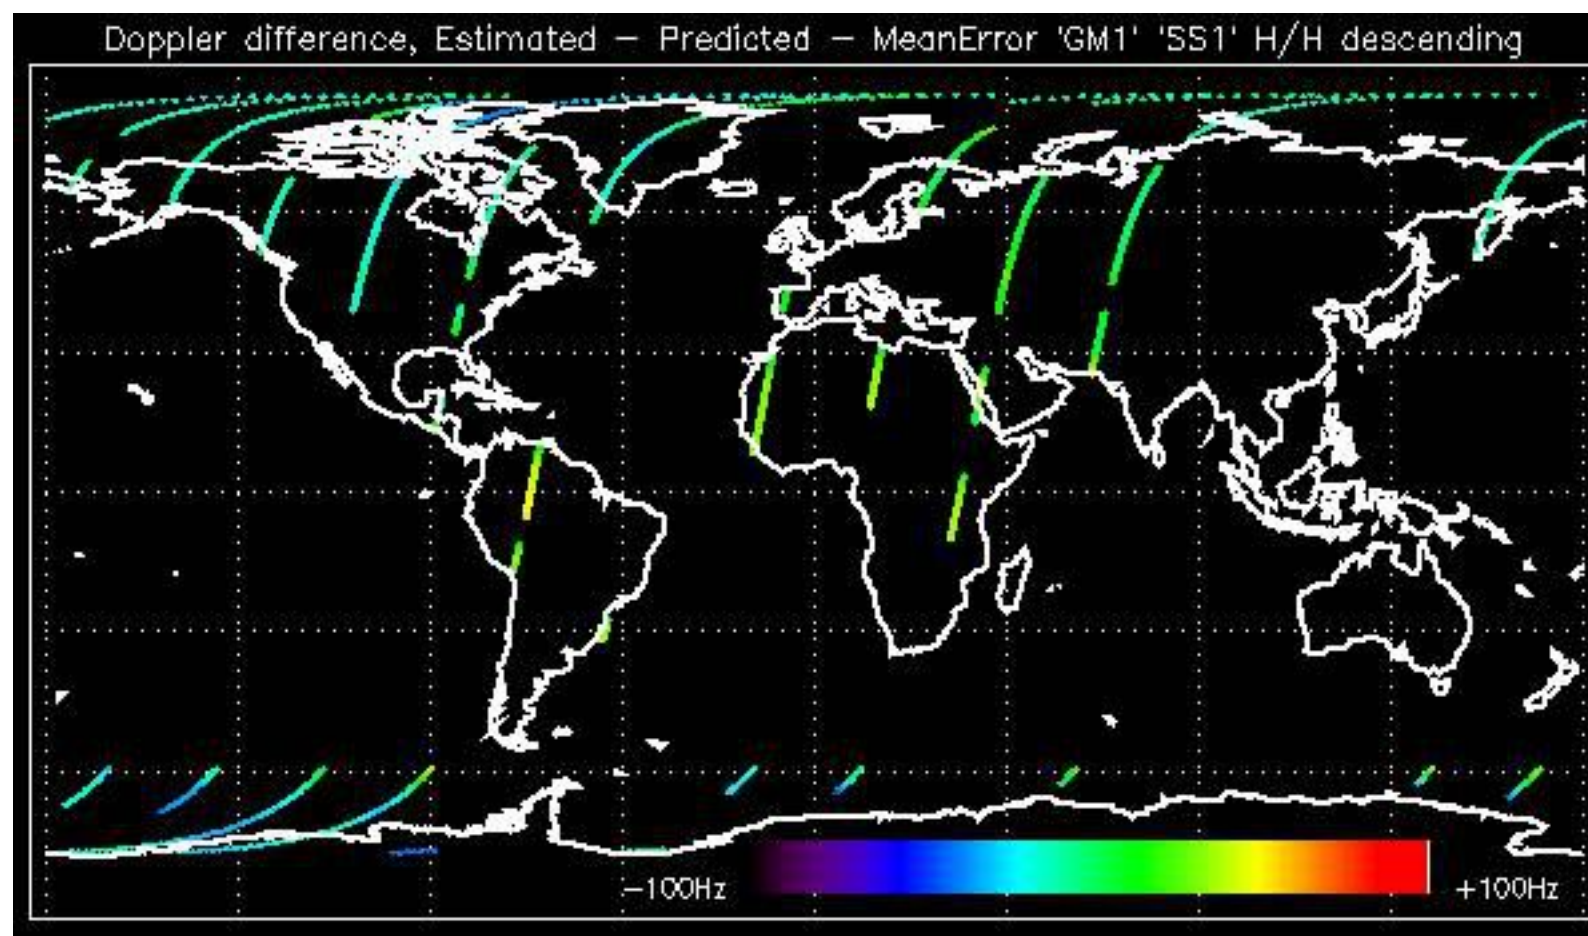 Doppler difference, Estimated – Predicted – MeanError 'GM1' 'SS1' H/H descending
–100Hz +100Hz